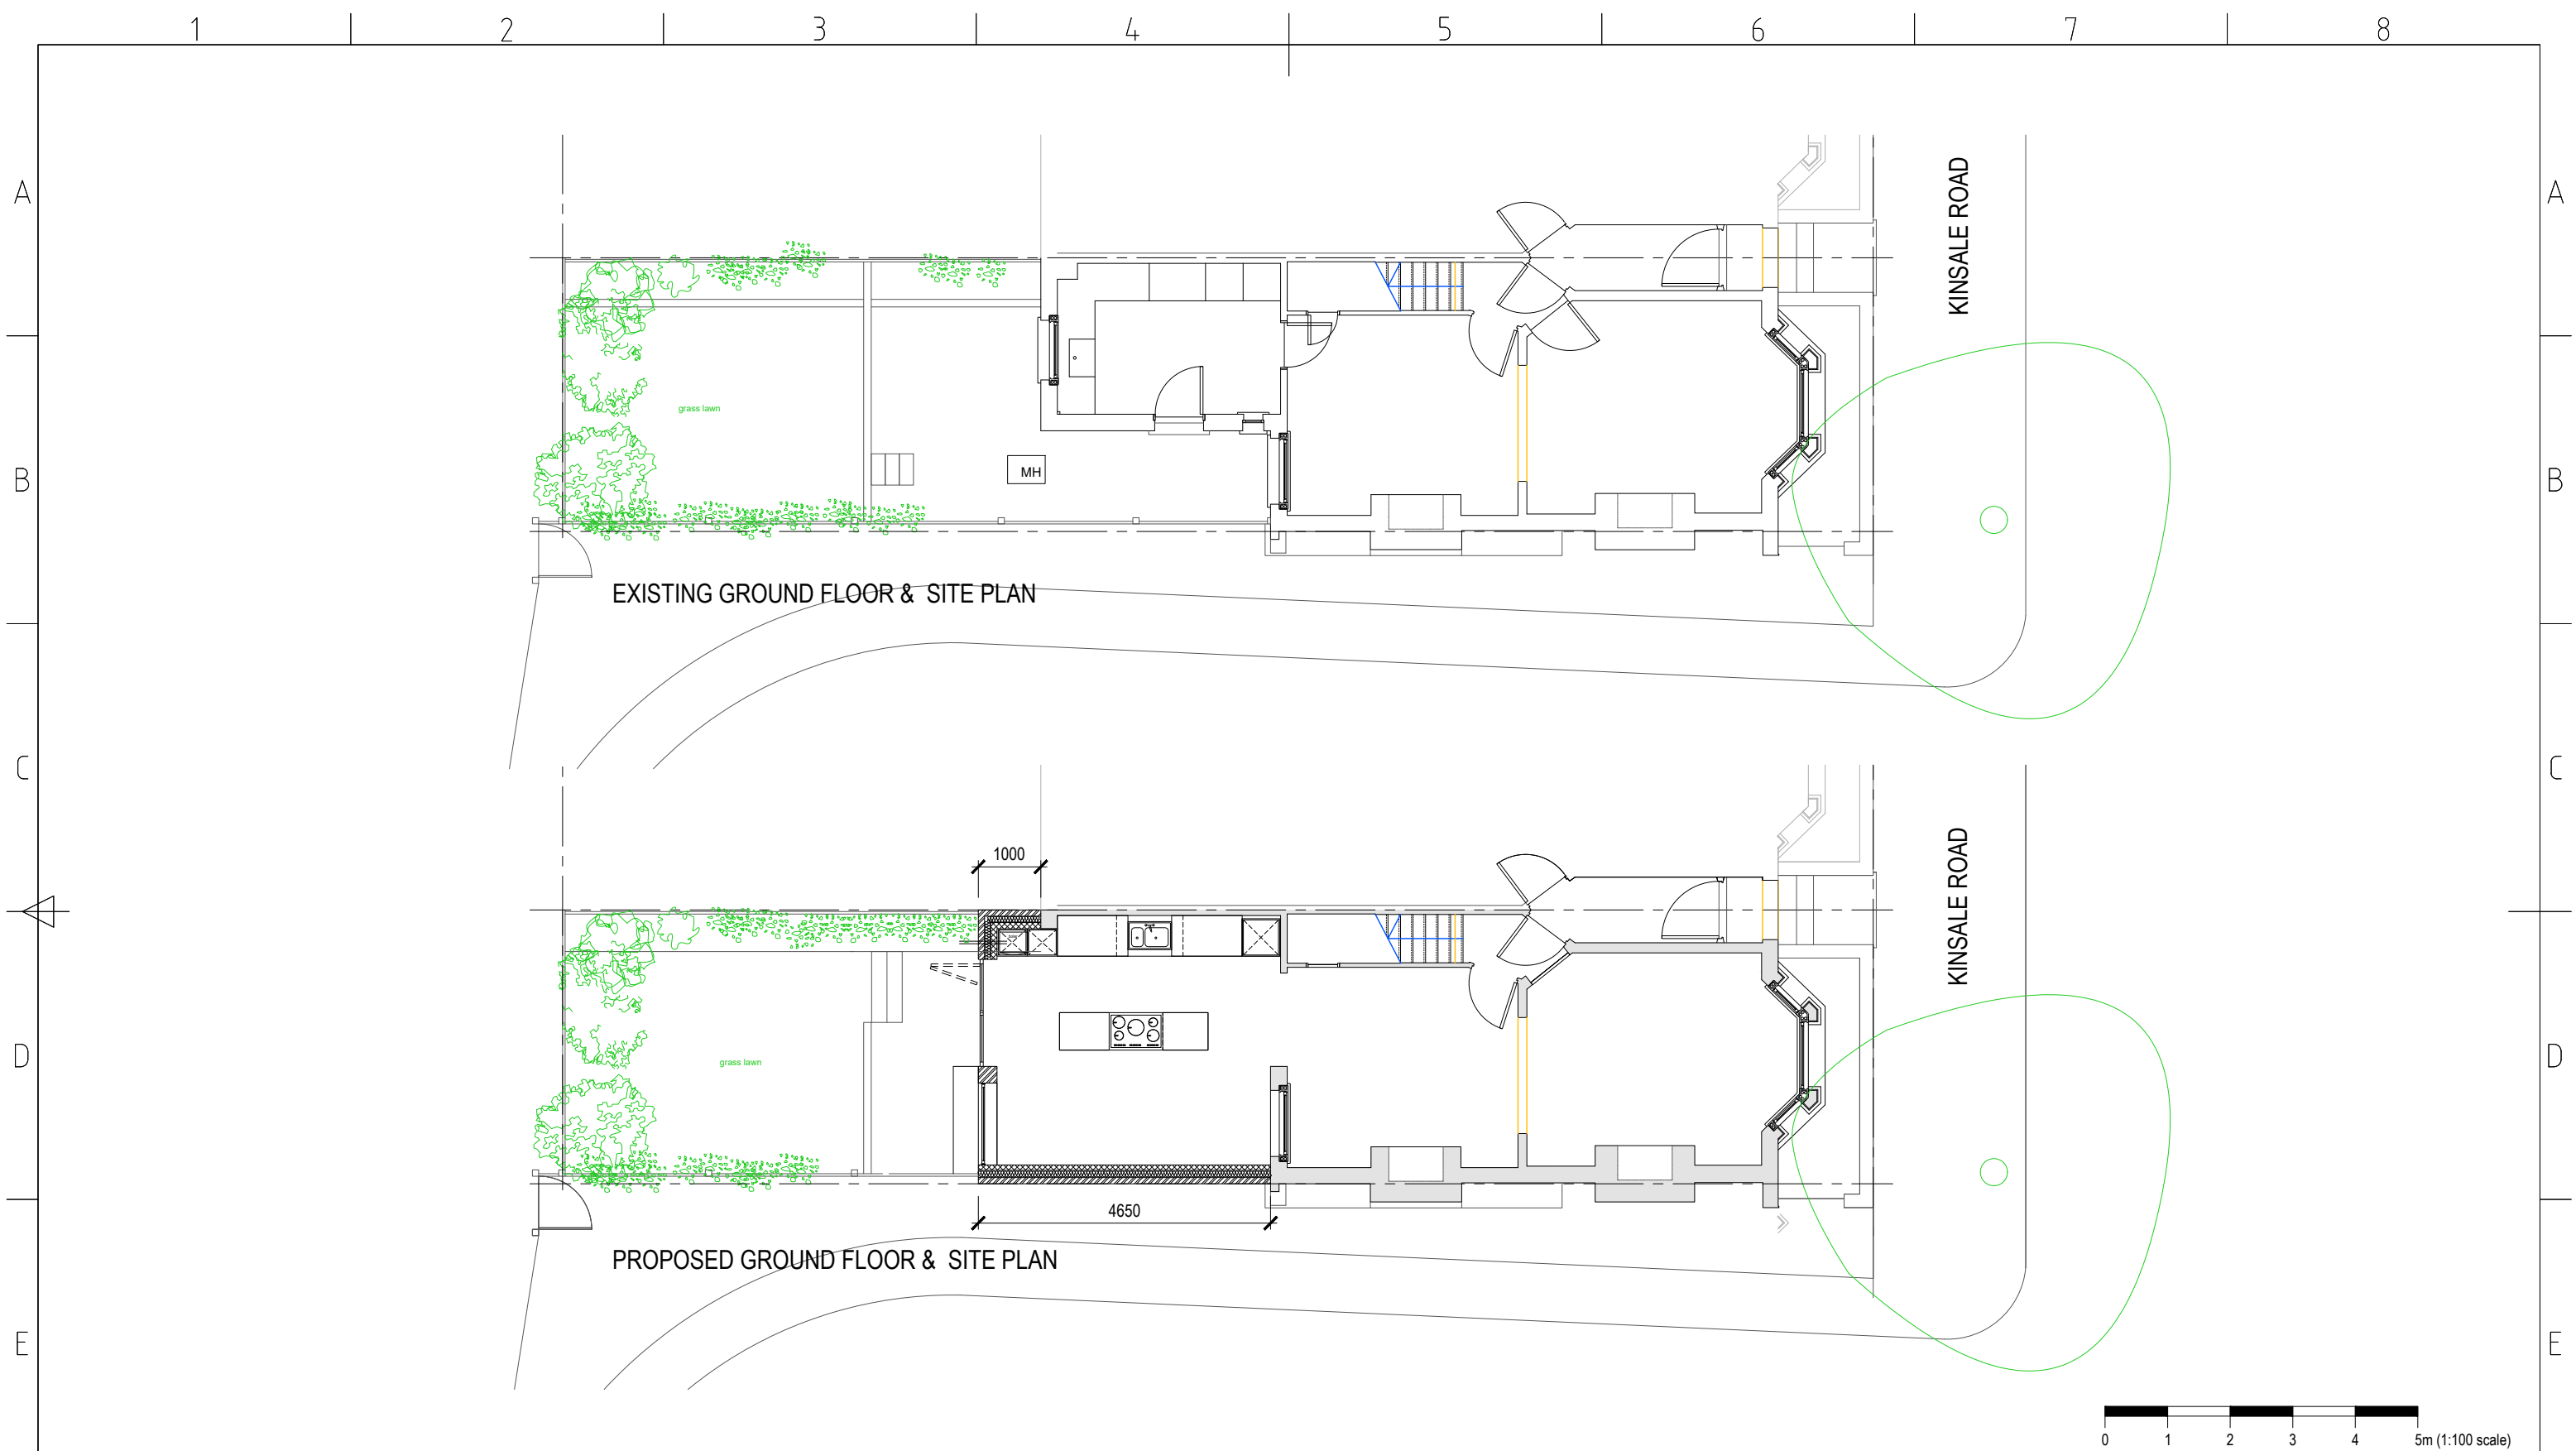 1 2 3 4 5 6 7 8
A A
KINSALE ROAD
grass lawn
B B
MH
EXISTING GROUND FLOOR & SITE PLAN
C C
1000
KINSALE ROAD
D D
grass lawn
4650
PROPOSED GROUND FLOOR & SITE PLAN
E E
0 1 2 3 4 5m (1:100 scale)